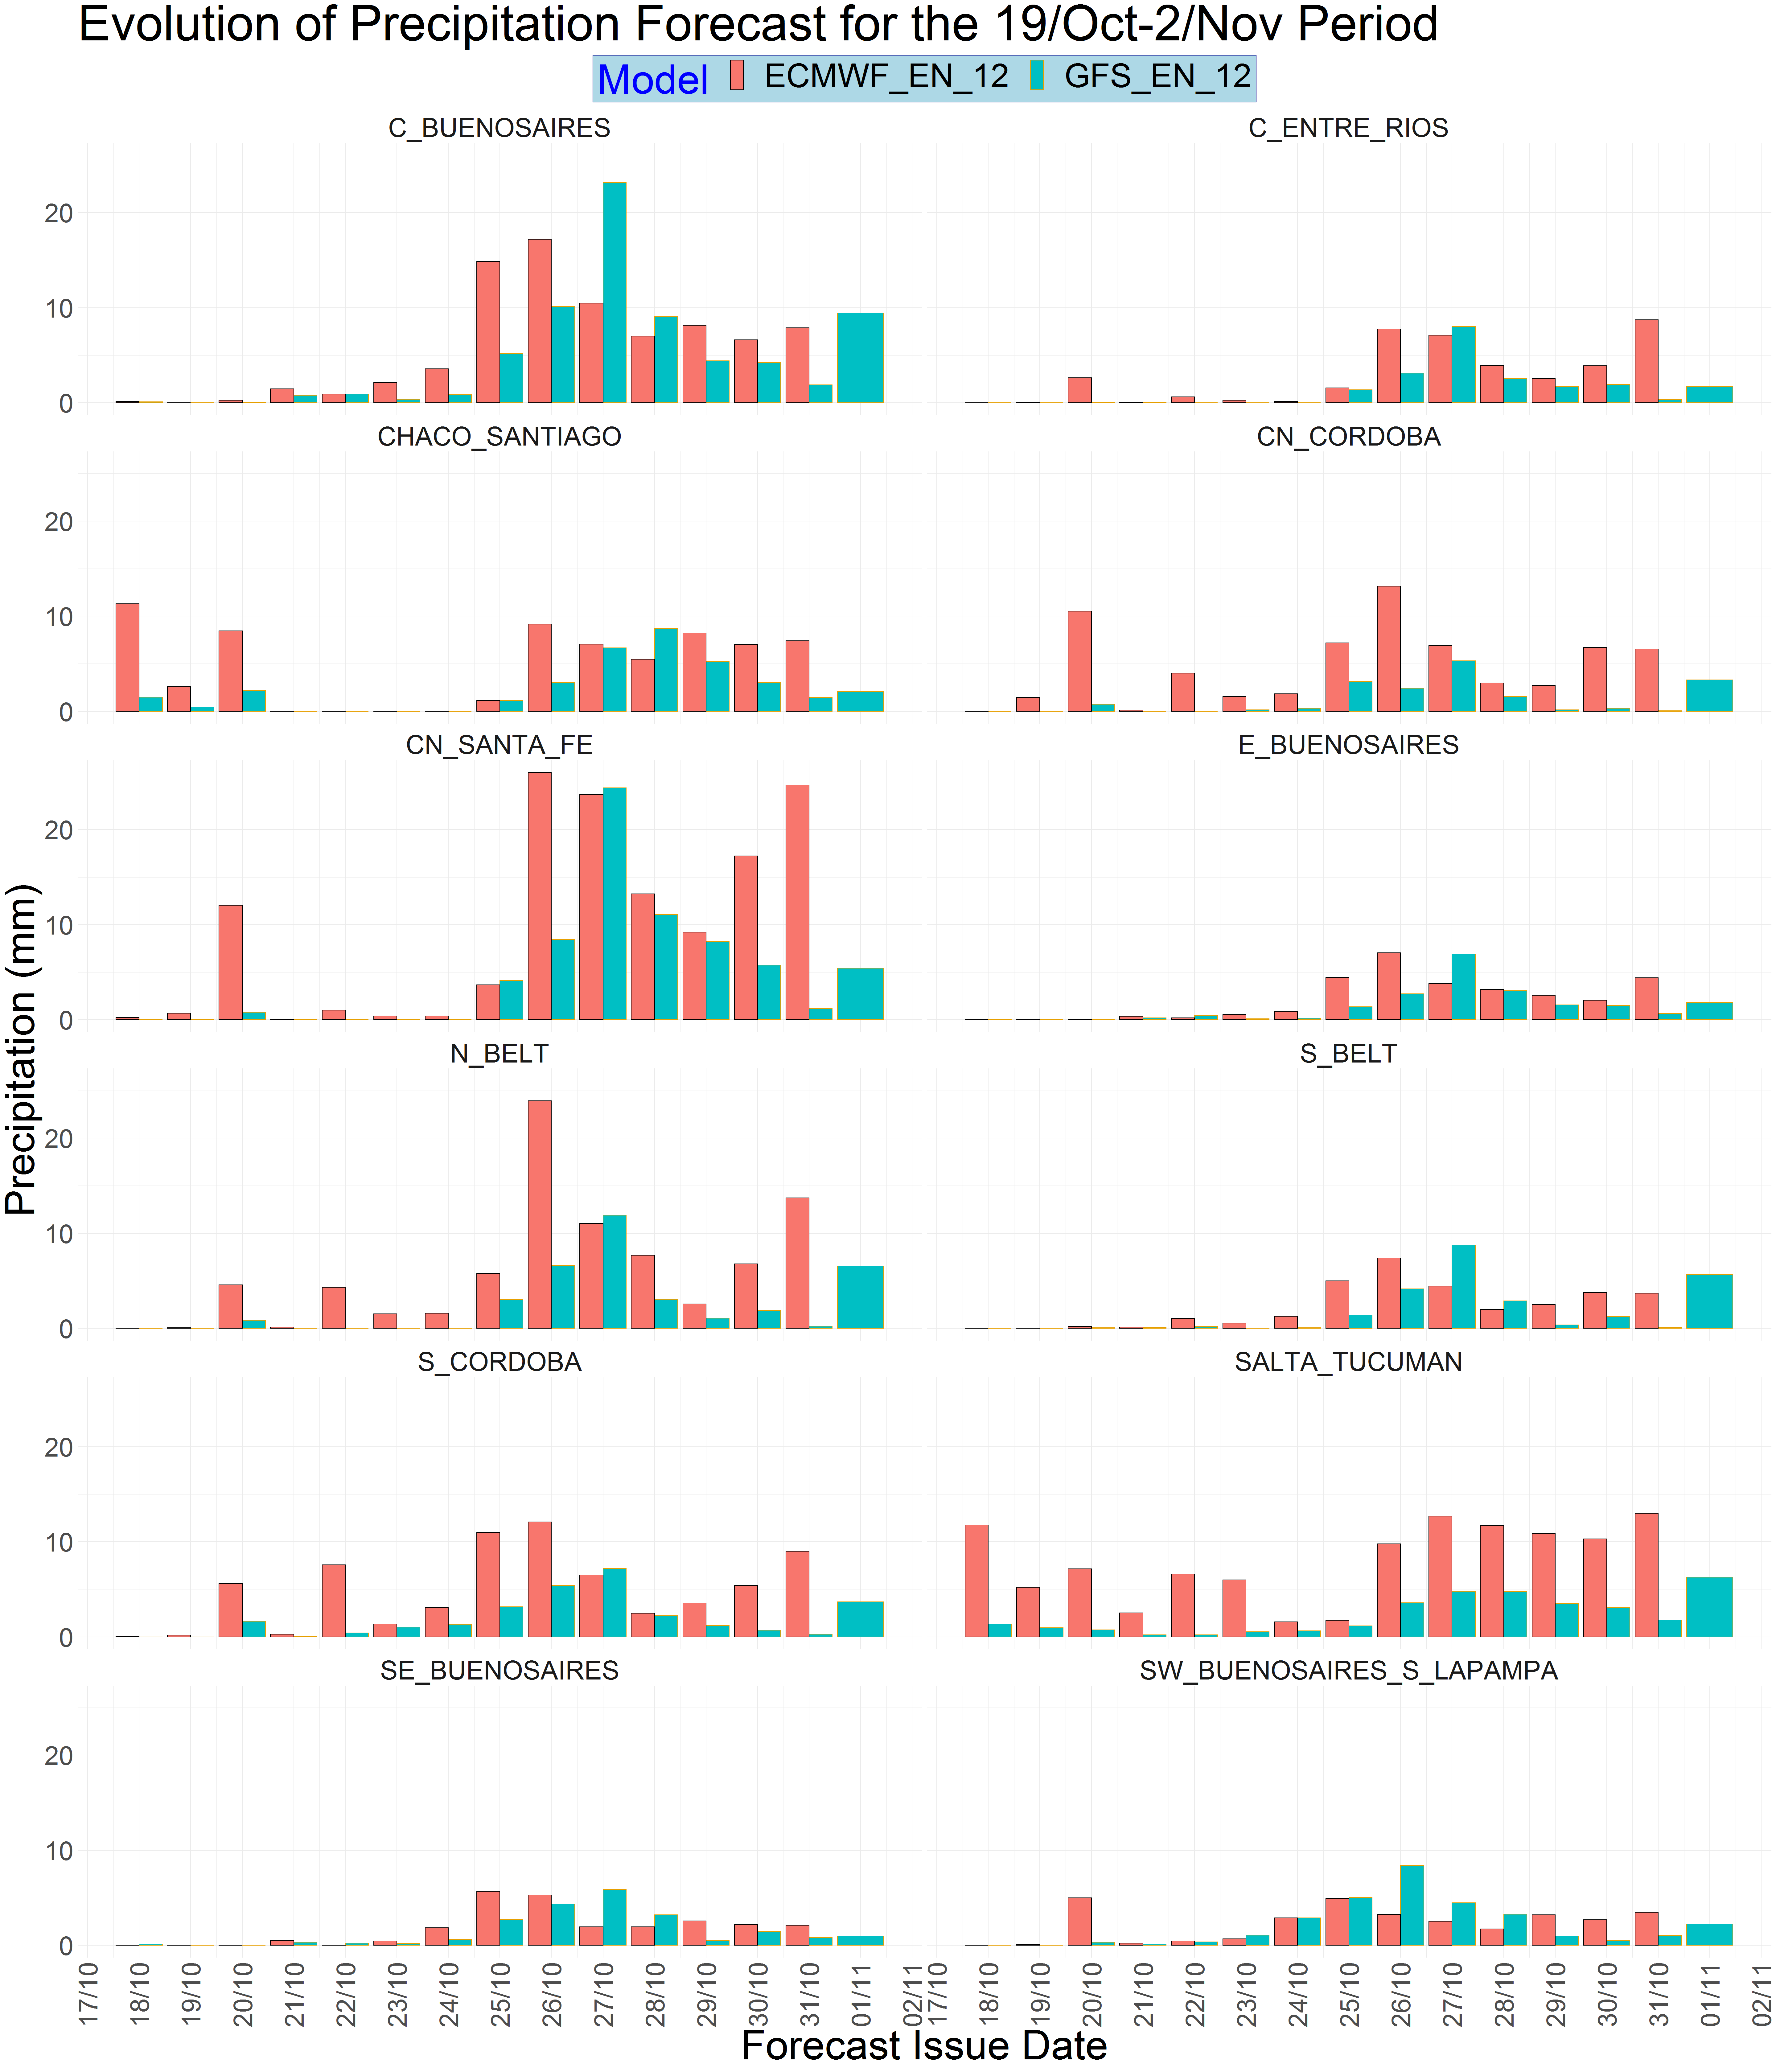 Evolution of Precipitation Forecast for the 19/Oct-2/Nov Period
Model ECMWF_EN_12 GFS_EN_12
C_BUENOSAIRES C_ENTRE_RIOS
20
10
0
CHACO_SANTIAGO CN_CORDOBA
20
10
0
CN_SANTA_FE E_BUENOSAIRES
20
10
0
N_BELT S_BELT
20
10
0
S_CORDOBA SALTA_TUCUMAN
20
10
0
SE_BUENOSAIRES SW_BUENOSAIRES_S_LAPAMPA
20
10
0
Precipitation (mm)
17/10 18/10 19/10 20/10 21/10 22/10 23/10 24/10 25/10 26/10 27/10 28/10 29/10 30/10 31/10 01/11 02/11 17/10 18/10 19/10 20/10 21/10 22/10 23/10 24/10 25/10 26/10 27/10 28/10 29/10 30/10 31/10 01/11 02/11
Forecast Issue Date